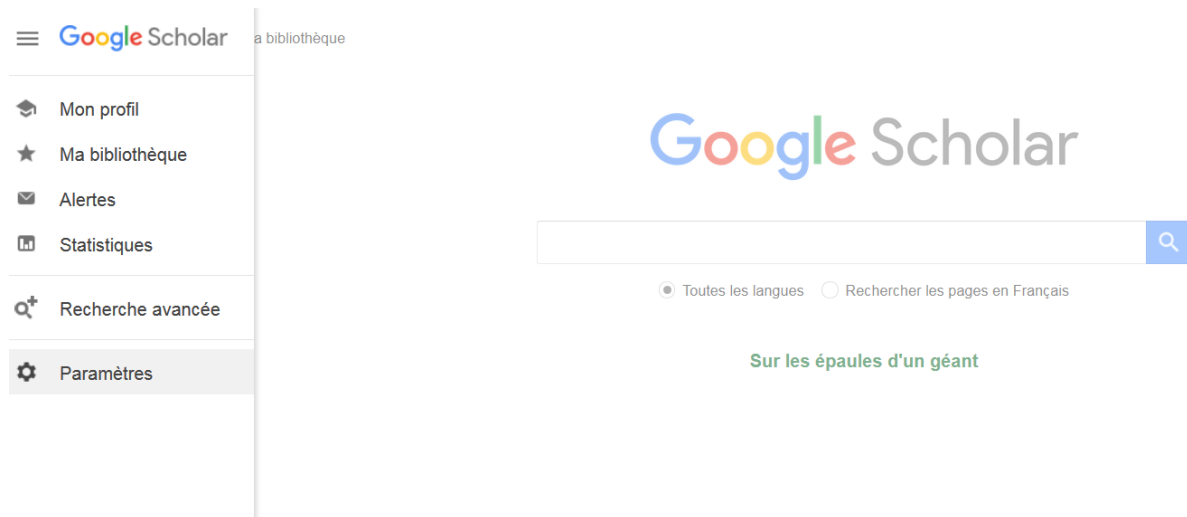 Google Scholar
a bibliothèque
Mon profil
Ma bibliothèque
Alertes
Statistiques
Recherche avancée
Paramètres
Google Scholar
Toutes les langues Rechercher les pages en Français
Sur les épaules d'un géant